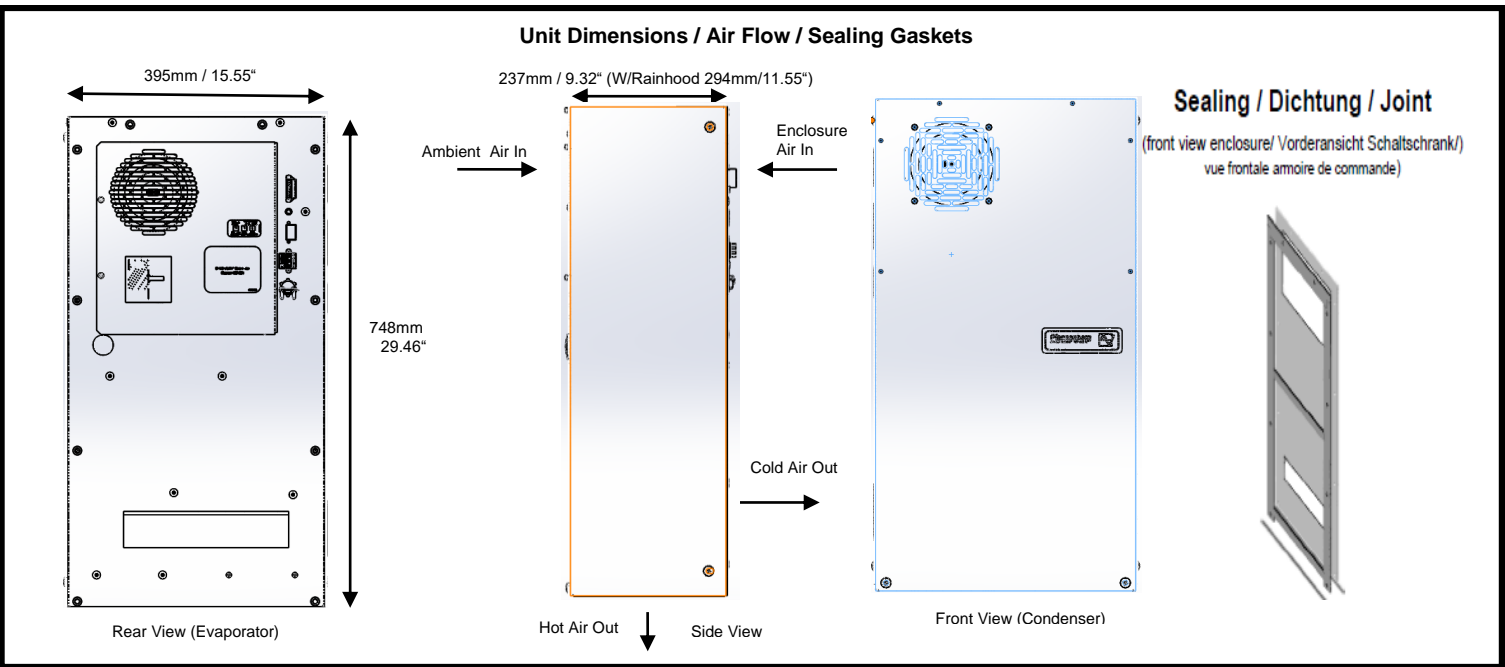 Unit Dimensions / Air Flow / Sealing Gaskets
395mm / 15.55“
237mm / 9.32“ (W/Rainhood 294mm/11.55“)
Ambient Air In
Enclosure
Air In
Sealing / Dichtung / Joint
(front view enclosure/ Vorderansicht Schaltschrank/)
vue frontale armoire de commande)
748mm
29.46“
Cold Air Out
Rear View (Evaporator)
Hot Air Out
Side View
Front View (Condenser)